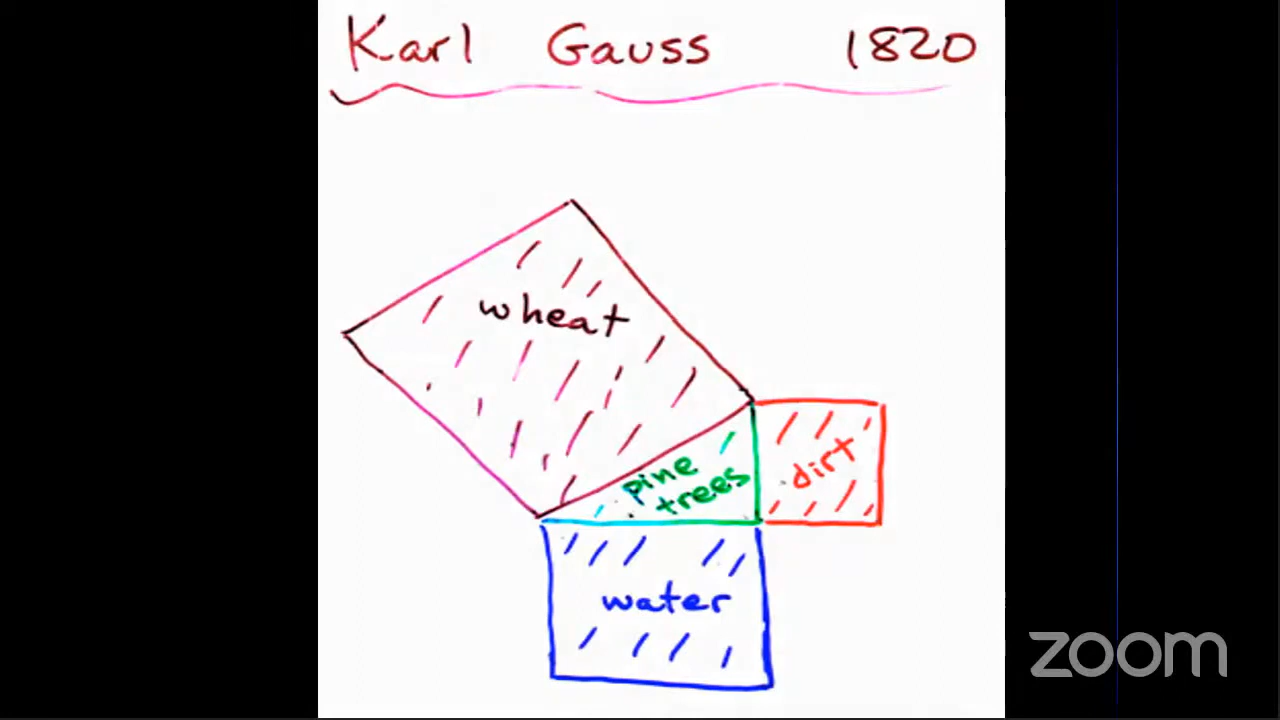 Karl Gauss 1820
wheat
pine
trees
dirt
water
zoom